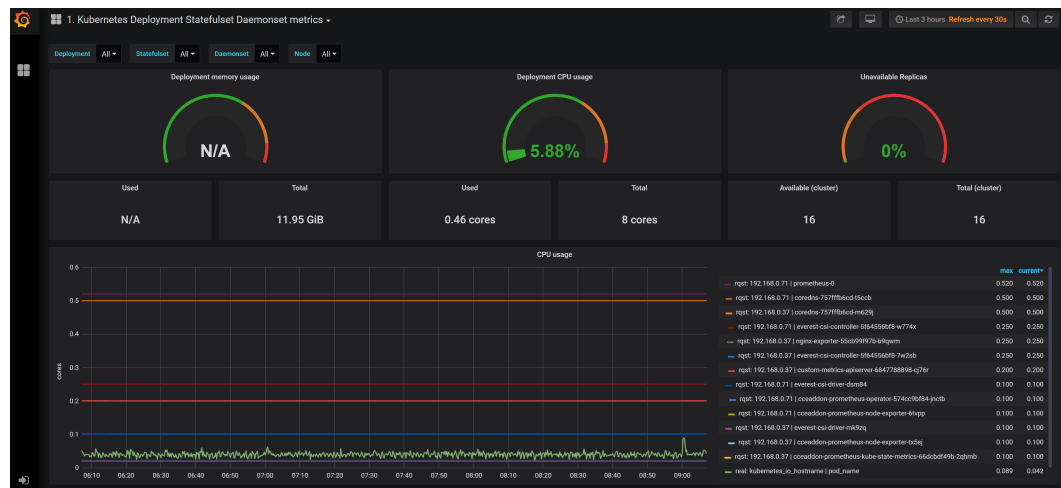 1. Kubernetes Deployment Statefulset Daemonset metrics
Last 3 hours Refresh every 30s
Deployment All Statefulset All Daemonset All Node All
Deployment memory usage
N/A
Deployment CPU usage
5.88%
Unavailable Replicas
0%
Used
N/A
Total
11.95 GiB
Used
0.46 cores
Total
8 cores
Available (cluster)
16
Total (cluster)
16
CPU usage
cores
0.6
0.5
0.4
0.3
0.2
0.1
0
06:10 06:20 06:30 06:40 06:50 07:00 07:10 07:20 07:30 07:40 07:50 08:00 08:10 08:20 08:30 08:40 08:50 09:00
max current
rqst: 192.168.0.71 | prometheus-0 0.520 0.520
rqst: 192.168.0.71 | coredns-757fffb6cd-t5ccb 0.500 0.500
rqst: 192.168.0.37 | coredns-757fffb6cd-m629j 0.500 0.500
rqst: 192.168.0.71 | everest-csi-controller-5f64556bf8-w774x 0.250 0.250
rqst: 192.168.0.37 | nginx-exporter-55cb99f97b-b9qwm 0.250 0.250
rqst: 192.168.0.37 | everest-csi-controller-5f64556bf8-7w2sb 0.250 0.250
rqst: 192.168.0.37 | custom-metrics-apiserver-6847788898-cj76r 0.200 0.200
rqst: 192.168.0.71 | everest-csi-driver-dsm84 0.100 0.100
rqst: 192.168.0.71 | cceaddon-prometheus-operator-574cc9bf84-jnctb 0.100 0.100
rqst: 192.168.0.71 | cceaddon-prometheus-node-exporter-6tvpp 0.100 0.100
rqst: 192.168.0.37 | everest-csi-driver-mk9zq 0.100 0.100
rqst: 192.168.0.37 | cceaddon-prometheus-node-exporter-tx5sj 0.100 0.100
rqst: 192.168.0.37 | cceaddon-prometheus-kube-state-metrics-66dcbdf49b-2qhmb 0.100 0.100
real: kubernetes_io_hostname | pod_name 0.089 0.042